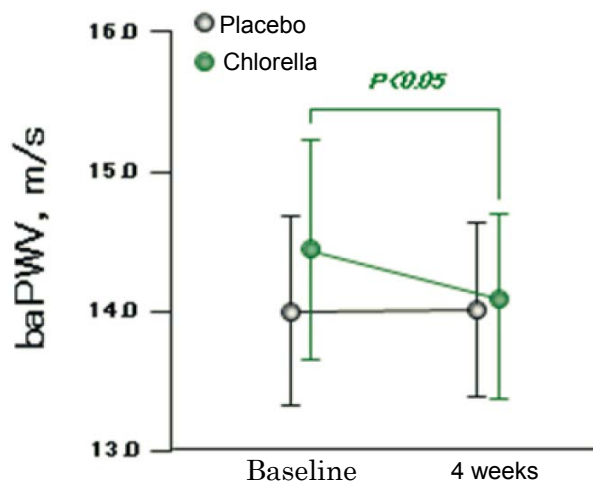 16.0
Placebo
Chlorella
P<0.05
15.0
baPWV, m/s
14.0
13.0
Baseline 4 weeks